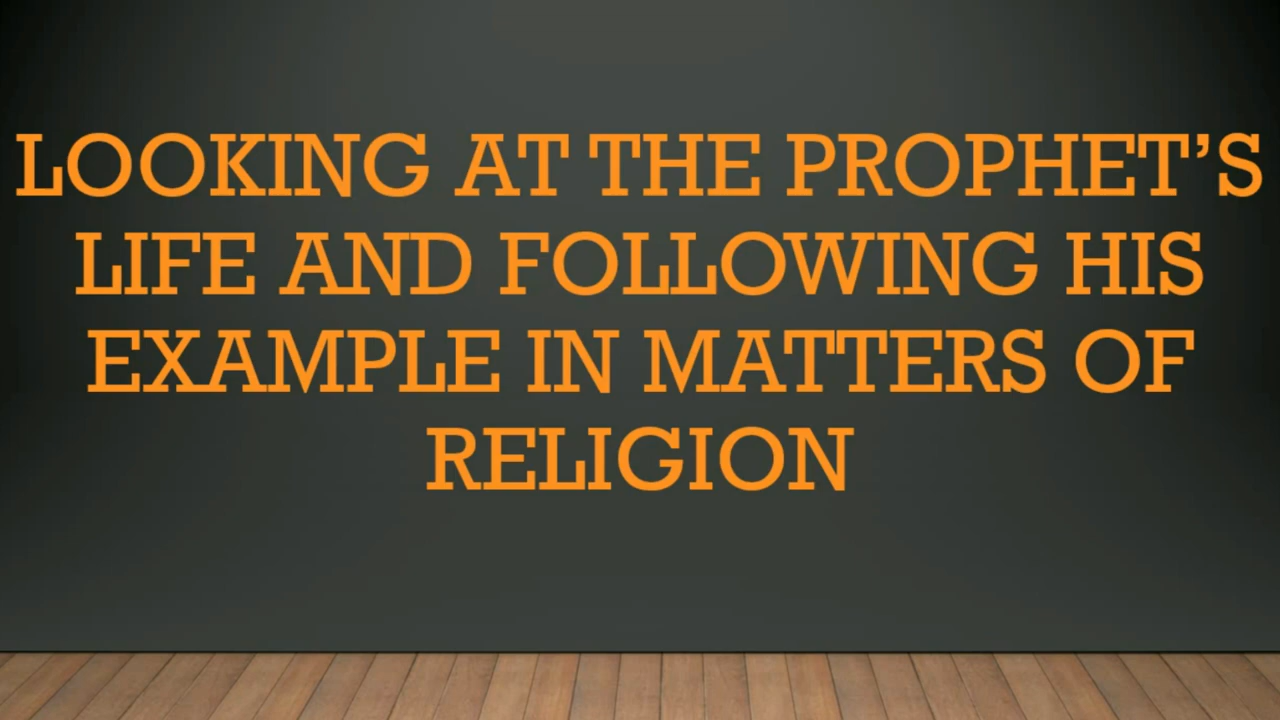 LOOKING AT THE PROPHET’S
LIFE AND FOLLOWING HIS
EXAMPLE IN MATTERS OF
RELIGION